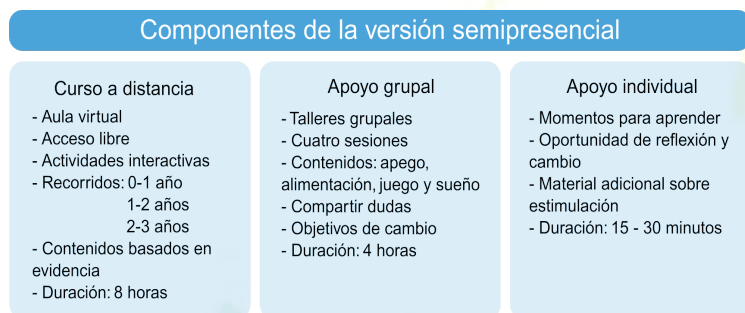 Componentes de la versión semipresencial
Curso a distancia
- Aula virtual
- Acceso libre
- Actividades interactivas
- Recorridos: 0-1 año
1-2 años
2-3 años
- Contenidos basados en
evidencia
- Duración: 8 horas
Apoyo grupal
- Talleres grupales
- Cuatro sesiones
- Contenidos: apego,
alimentación, juego y sueño
- Compartir dudas
- Objetivos de cambio
- Duración: 4 horas
Apoyo individual
- Momentos para aprender
- Oportunidad de reflexión y
cambio
- Material adicional sobre
estimulación
- Duración: 15 - 30 minutos